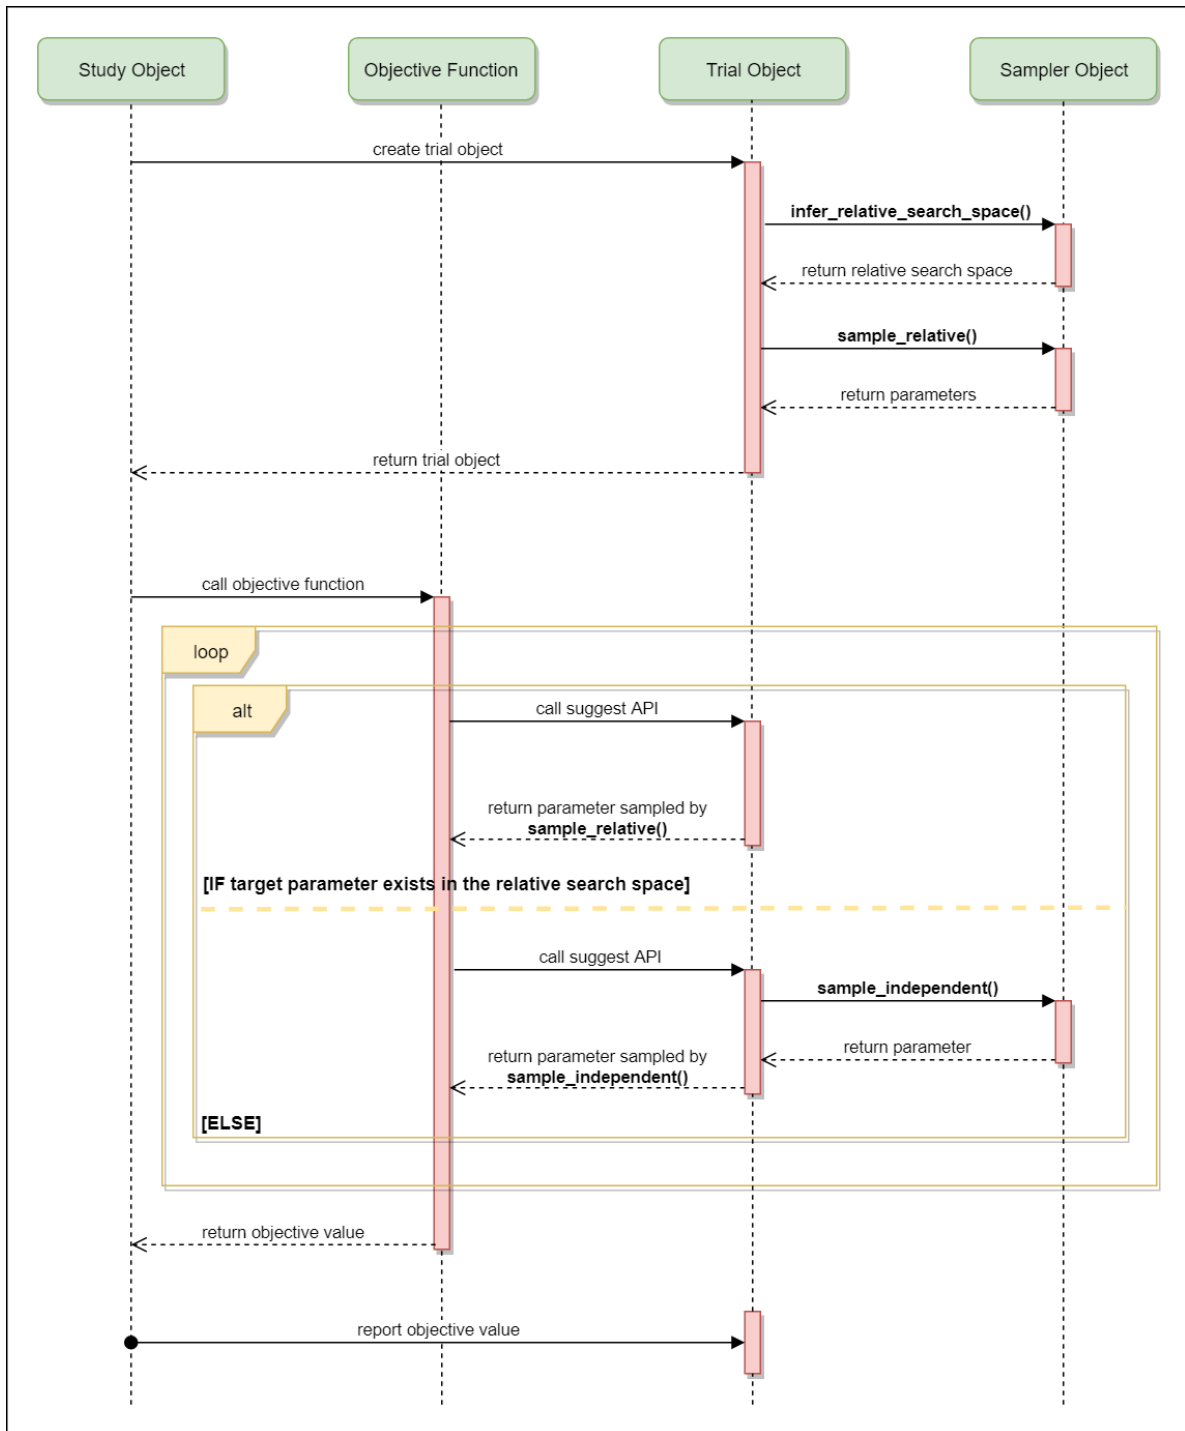 Study Object
Objective Function
Trial Object
Sampler Object
create trial object
infer_relative_search_space()
return relative search space
sample_relative()
return parameters
return trial object
call objective function
loop
alt
call suggest API
return parameter sampled by
sample_relative()
[IF target parameter exists in the relative search space]
call suggest API
sample_independent()
return parameter
return parameter sampled by
sample_independent()
[ELSE]
return objective value
report objective value